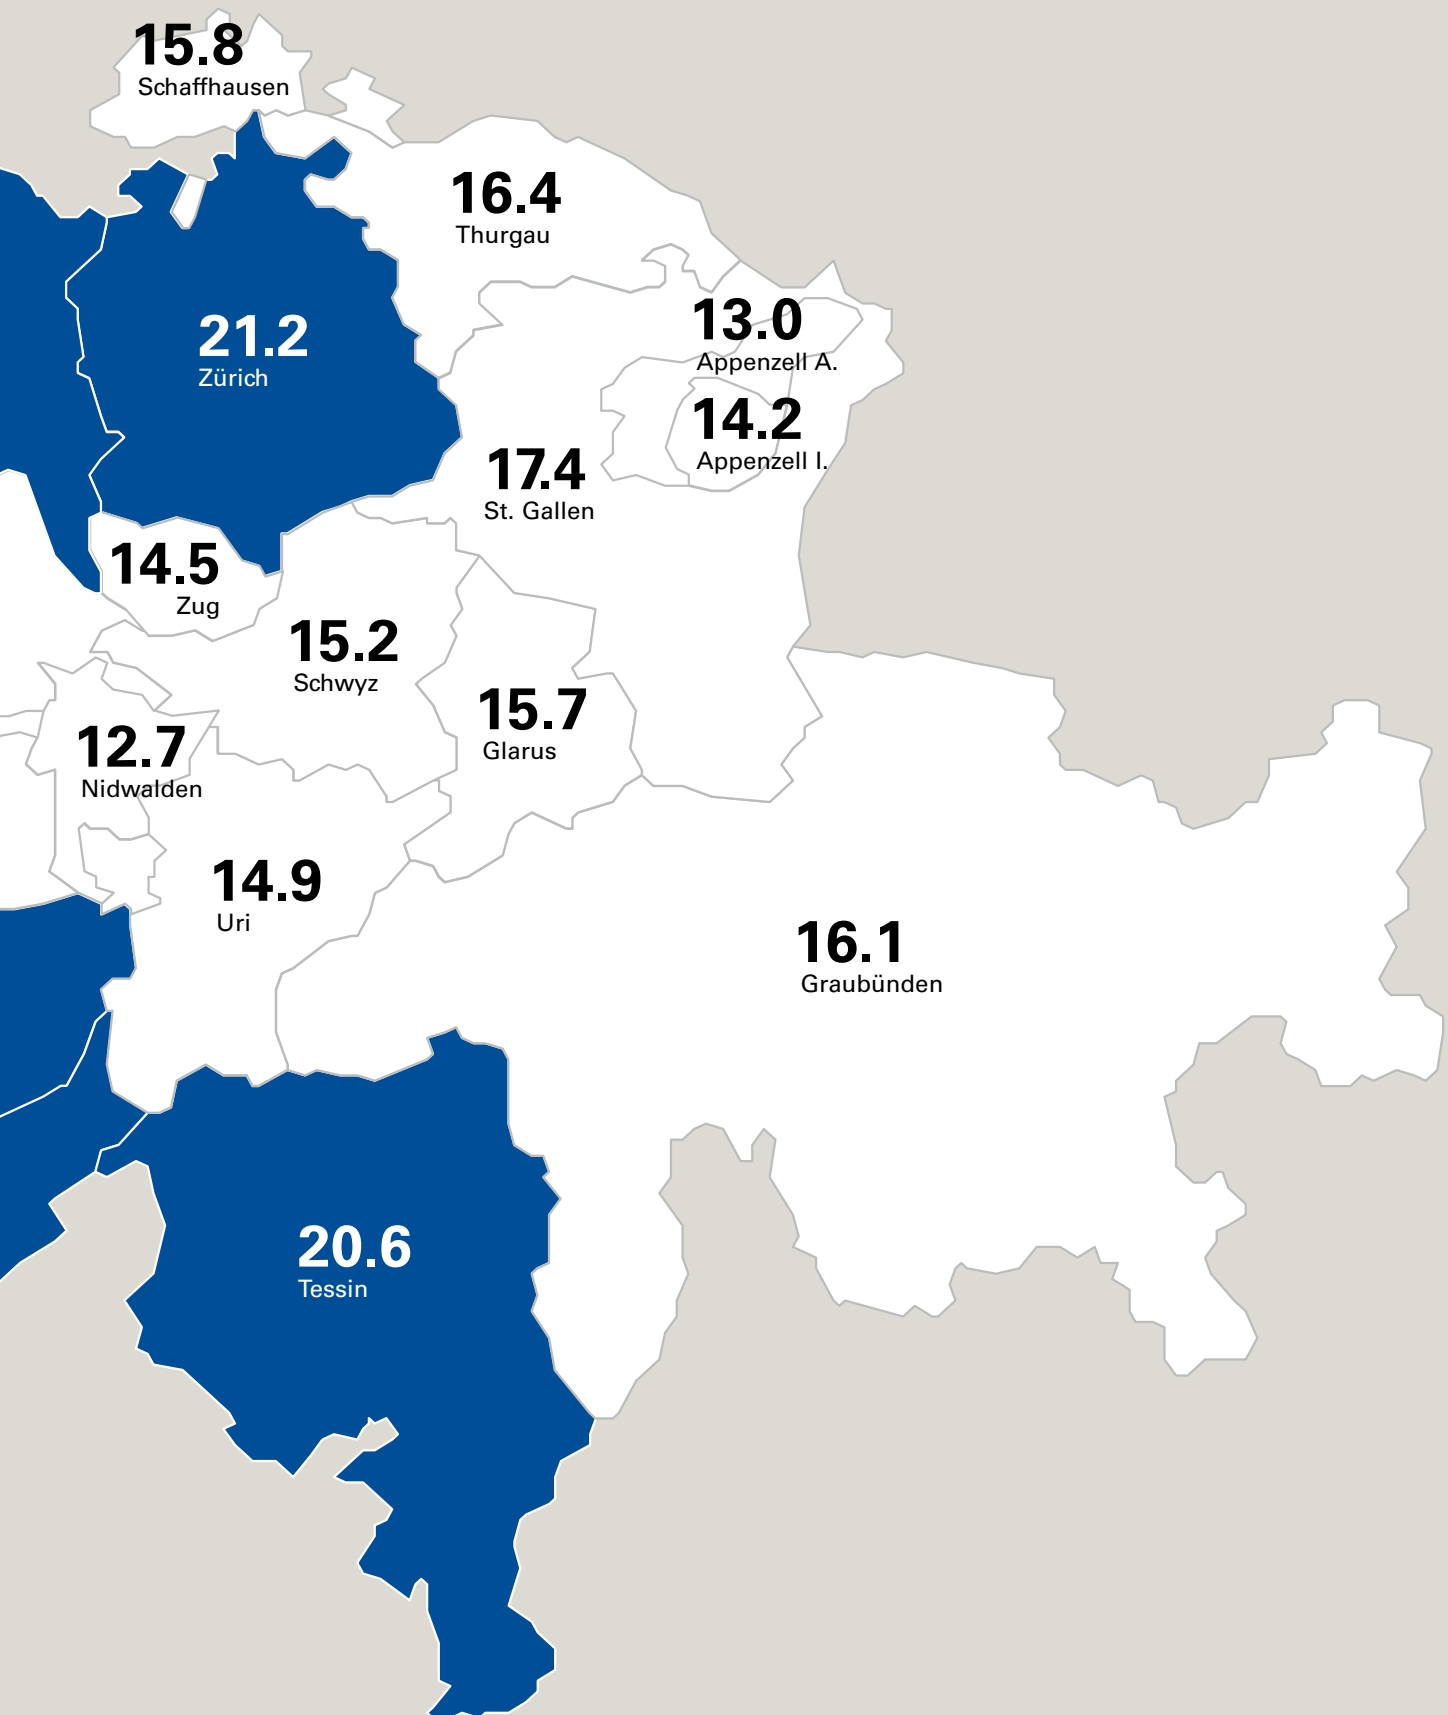 15.8
Schaffhausen
16.4
Thurgau
21.2
Zürich
13.0
Appenzell A.
14.2
Appenzell I.
17.4
St. Gallen
14.5
Zug
15.2
Schwyz
15.7
Glarus
12.7
Nidwalden
14.9
Uri
16.1
Graubünden
20.6
Tessin